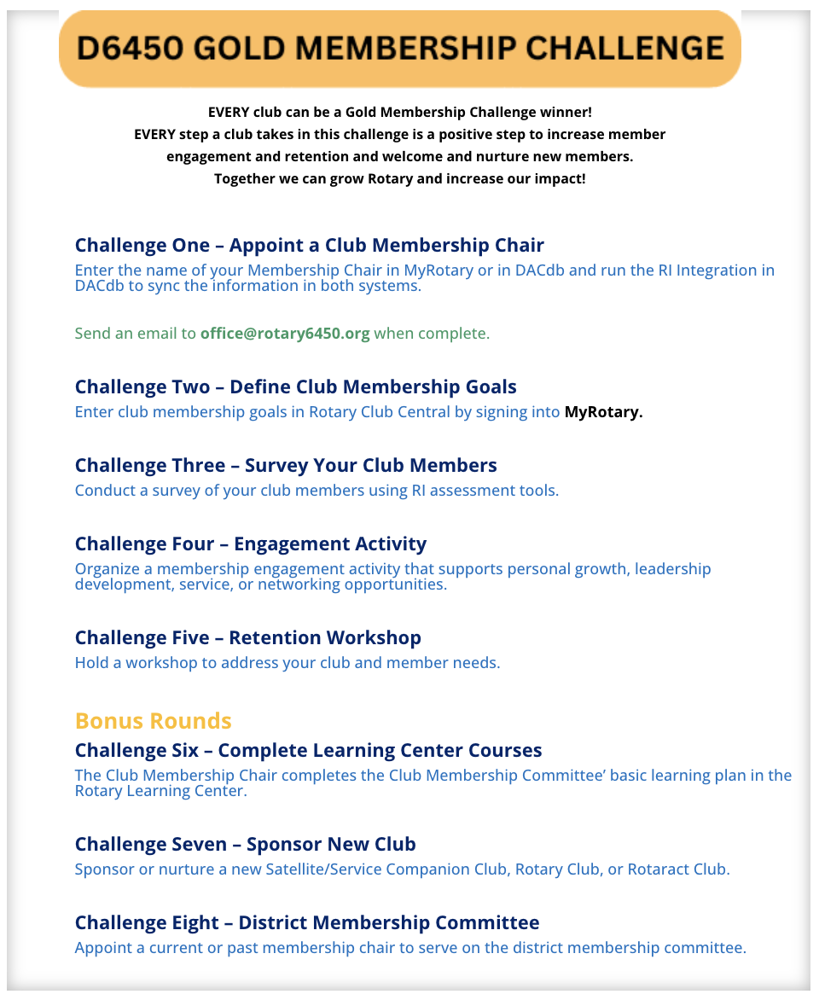 D6450 GOLD MEMBERSHIP CHALLENGE
EVERY club can be a Gold Membership Challenge winner!
EVERY step a club takes in this challenge is a positive step to increase member
engagement and retention and welcome and nurture new members.
Together we can grow Rotary and increase our impact!
Challenge One – Appoint a Club Membership Chair
Enter the name of your Membership Chair in MyRotary or in DACdb and run the RI Integration in
DACdb to sync the information in both systems.
Send an email to office@rotary6450.org when complete.
Challenge Two – Define Club Membership Goals
Enter club membership goals in Rotary Club Central by signing into MyRotary.
Challenge Three – Survey Your Club Members
Conduct a survey of your club members using RI assessment tools.
Challenge Four – Engagement Activity
Organize a membership engagement activity that supports personal growth, leadership
development, service, or networking opportunities.
Challenge Five – Retention Workshop
Hold a workshop to address your club and member needs.
Bonus Rounds
Challenge Six – Complete Learning Center Courses
The Club Membership Chair completes the Club Membership Committee’ basic learning plan in the
Rotary Learning Center.
Challenge Seven – Sponsor New Club
Sponsor or nurture a new Satellite/Service Companion Club, Rotary Club, or Rotaract Club.
Challenge Eight – District Membership Committee
Appoint a current or past membership chair to serve on the district membership committee.